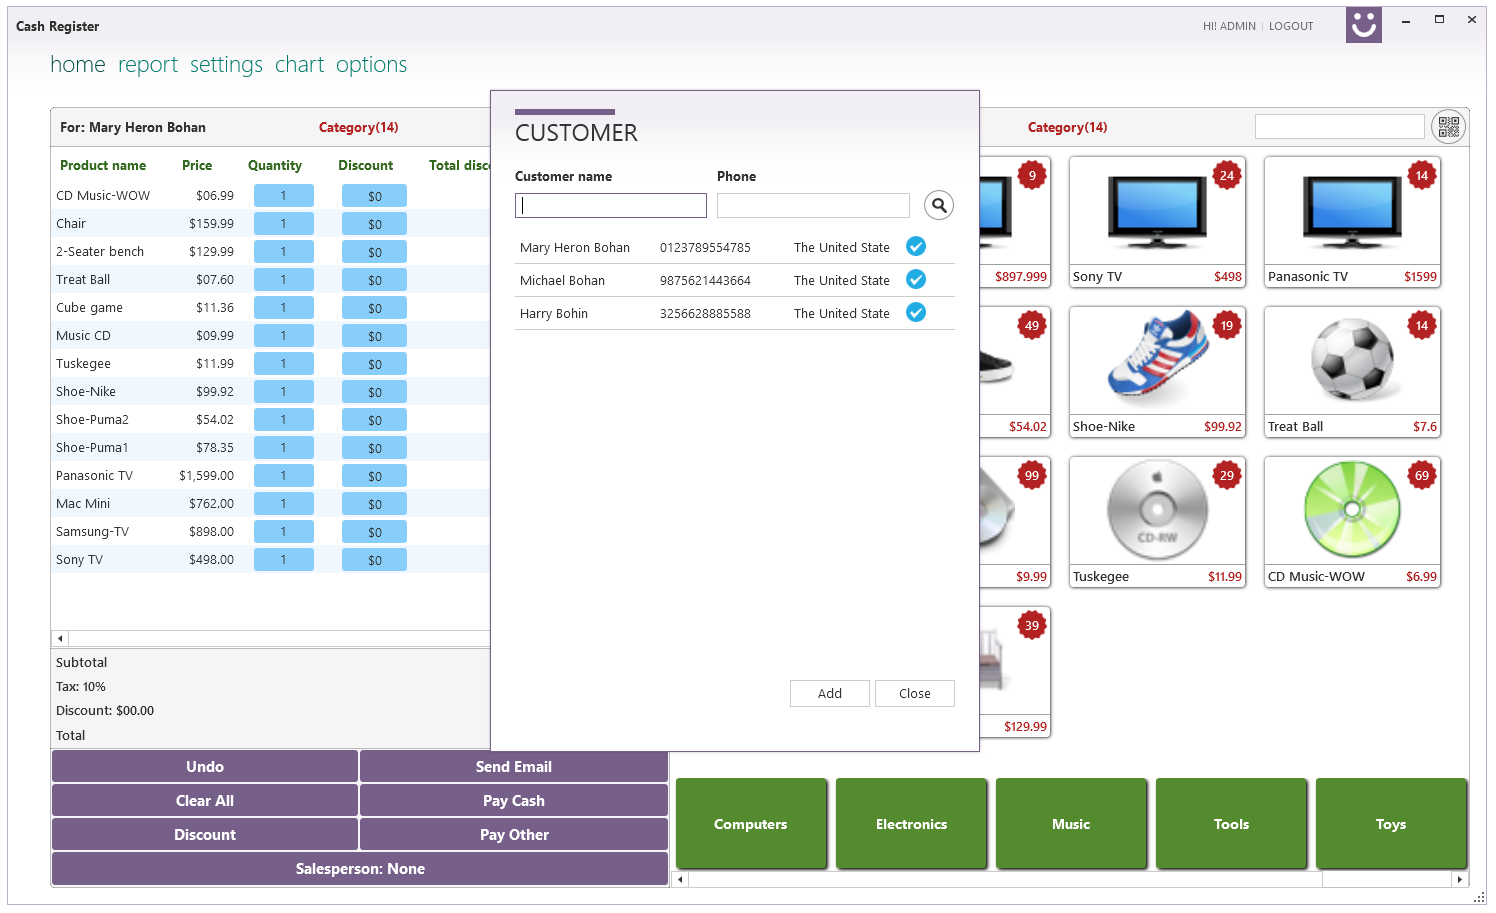 Cash Register
HI! ADMIN | LOGOUT
home report settings chart options
For: Mary Heron Bohan
Category(14)
Product name Price Quantity Discount Total disco
CD Music-WOW $06.99 1 $0
Chair $159.99 1 $0
2-Seater bench $129.99 1 $0
Treat Ball $07.60 1 $0
Cube game $11.36 1 $0
Music CD $09.99 1 $0
Tuskegee $11.99 1 $0
Shoe-Nike $99.92 1 $0
Shoe-Puma2 $54.02 1 $0
Shoe-Puma1 $78.35 1 $0
Panasonic TV $1,599.00 1 $0
Mac Mini $762.00 1 $0
Samsung-TV $898.00 1 $0
Sony TV $498.00 1 $0
Subtotal
Tax: 10%
Discount: $00.00
Total
Undo Send Email
Clear All Pay Cash
Discount Pay Other
Salesperson: None
CUSTOMER
Customer name Phone
Mary Heron Bohan 0123789554785 The United State
Michael Bohan 9875621443664 The United State
Harry Bohin 3256628885588 The United State
Add Close
Category(14)
9 24 14
$897.999 Sony TV $498 Panasonic TV $1599
49 19 14
$54.02 Shoe-Nike $99.92 Treat Ball $7.6
99 29 69
CD-RW
$9.99 Tuskegee $11.99 CD Music-WOW $6.99
39
$129.99
Computers Electronics Music Tools Toys